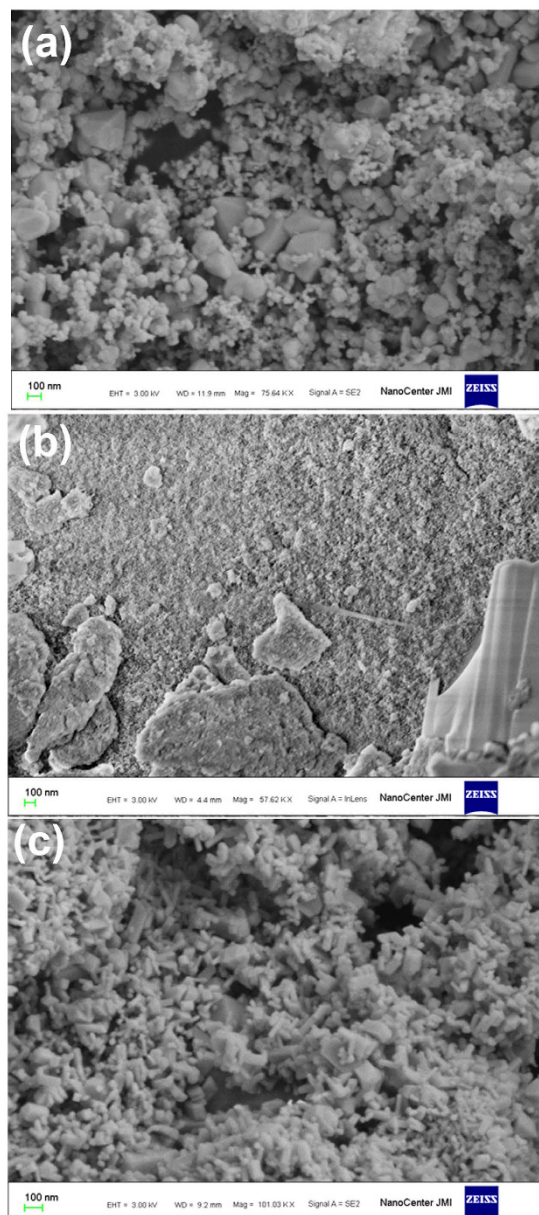 (a)
100 nm EHT = 3.00 kV WD = 11.9 mm Mag = 75.64 K X Signal A = SE2 NanoCenter JMI ZEISS
(b)
100 nm EHT = 3.00 kV WD = 4.4 mm Mag = 57.62 K X Signal A = InLens NanoCenter JMI ZEISS
(c)
100 nm EHT = 3.00 kV WD = 9.2 mm Mag = 101.03 K X Signal A = SE2 NanoCenter JMI ZEISS